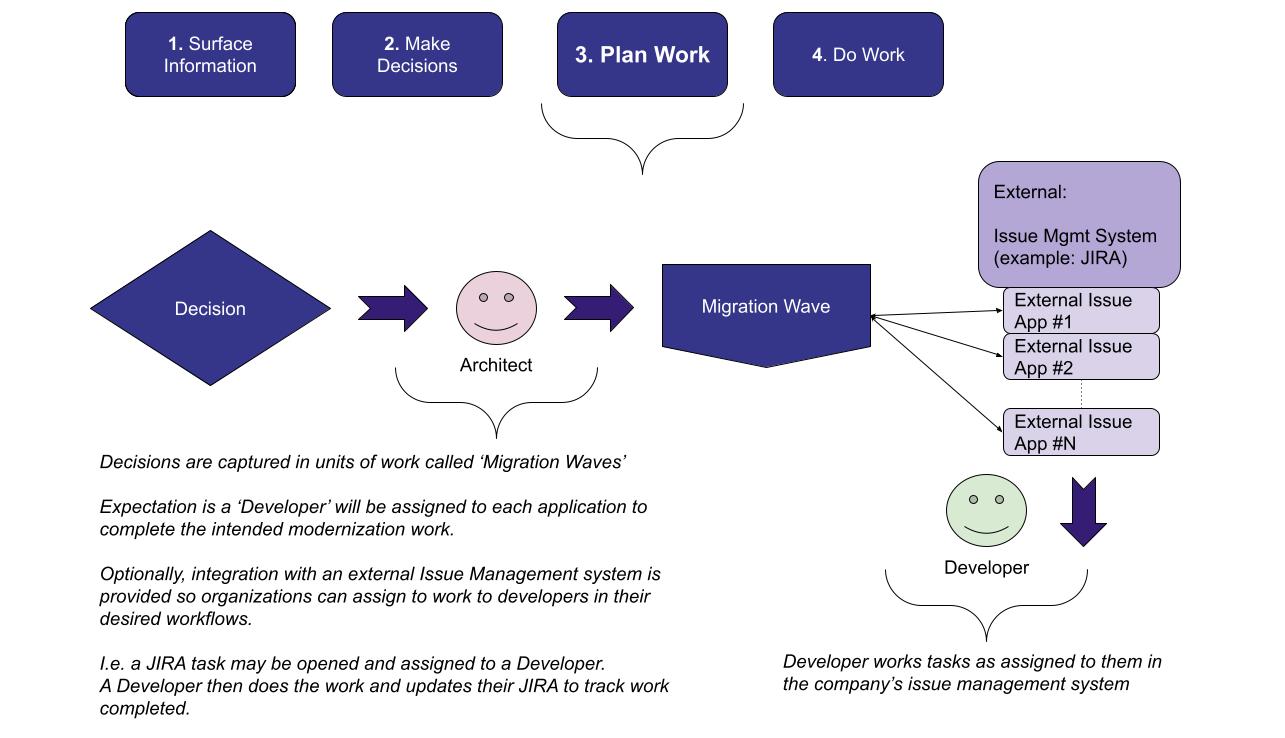 1. Surface
Information
2. Make
Decisions
3. Plan Work
4. Do Work
External:
Issue Mgmt System
(example: JIRA)
Decision
Architect
Migration Wave
External Issue
App #1
External Issue
App #2
External Issue
App #N
Decisions are captured in units of work called ‘Migration Waves’
Expectation is a ‘Developer’ will be assigned to each application to
complete the intended modernization work.
Optionally, integration with an external Issue Management system is
provided so organizations can assign to work to developers in their
desired workflows.
I.e. a JIRA task may be opened and assigned to a Developer.
A Developer then does the work and updates their JIRA to track work
completed.
Developer
Developer works tasks as assigned to them in
the company’s issue management system